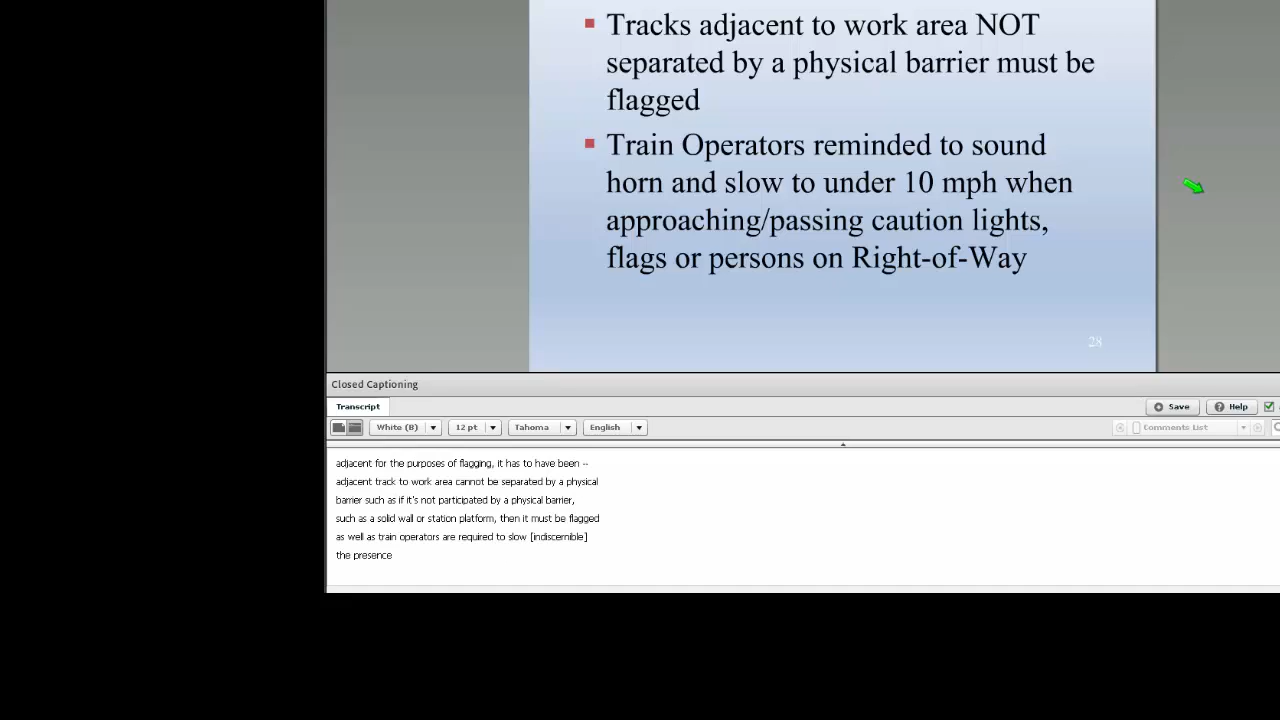 Tracks adjacent to work area NOT
separated by a physical barrier must be
flagged
Train Operators reminded to sound
horn and slow to under 10 mph when
approaching/passing caution lights,
flags or persons on Right-of-Way
28
Closed Captioning
Transcript
Save
Help
White (B)
12 pt
Tahoma
English
Comments List
adjacent for the purposes of flagging, it has to have been --
adjacent track to work area cannot be separated by a physical
barrier such as if it's not participated by a physical barrier,
such as a solid wall or station platform, then it must be flagged
as well as train operators are required to slow [indiscernible]
the presence